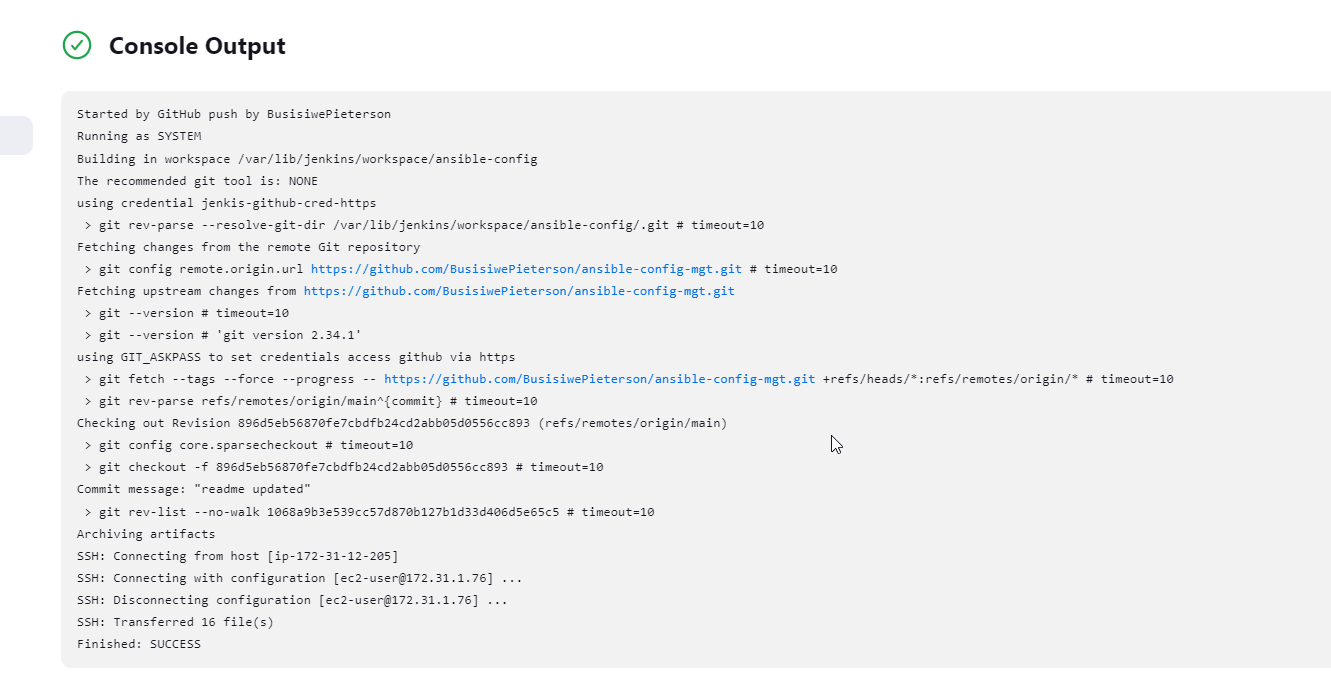 Console Output
Started by GitHub push by BusisiwePieterson
Running as SYSTEM
Building in workspace /var/lib/jenkins/workspace/ansible-config
The recommended git tool is: NONE
using credential jenkis-github-cred-https
 > git rev-parse --resolve-git-dir /var/lib/jenkins/workspace/ansible-config/.git # timeout=10
Fetching changes from the remote Git repository
 > git config remote.origin.url https://github.com/BusisiwePieterson/ansible-config-mgt.git # timeout=10
Fetching upstream changes from https://github.com/BusisiwePieterson/ansible-config-mgt.git
 > git --version # timeout=10
 > git --version # 'git version 2.34.1'
using GIT_ASKPASS to set credentials access github via https
 > git fetch --tags --force --progress -- https://github.com/BusisiwePieterson/ansible-config-mgt.git +refs/heads/*:refs/remotes/origin/* # timeout=10
 > git rev-parse refs/remotes/origin/main^{commit} # timeout=10
Checking out Revision 896d5eb56870fe7cbdfb24cd2abb05d0556cc893 (refs/remotes/origin/main)
 > git config core.sparsecheckout # timeout=10
 > git checkout -f 896d5eb56870fe7cbdfb24cd2abb05d0556cc893 # timeout=10
Commit message: "readme updated"
 > git rev-list --no-walk 1068a9b3e539cc57d870b127b1d33d406d5e65c5 # timeout=10
Archiving artifacts
SSH: Connecting from host [ip-172-31-12-205]
SSH: Connecting with configuration [ec2-user@172.31.1.76] ...
SSH: Disconnecting configuration [ec2-user@172.31.1.76] ...
SSH: Transferred 16 file(s)
Finished: SUCCESS